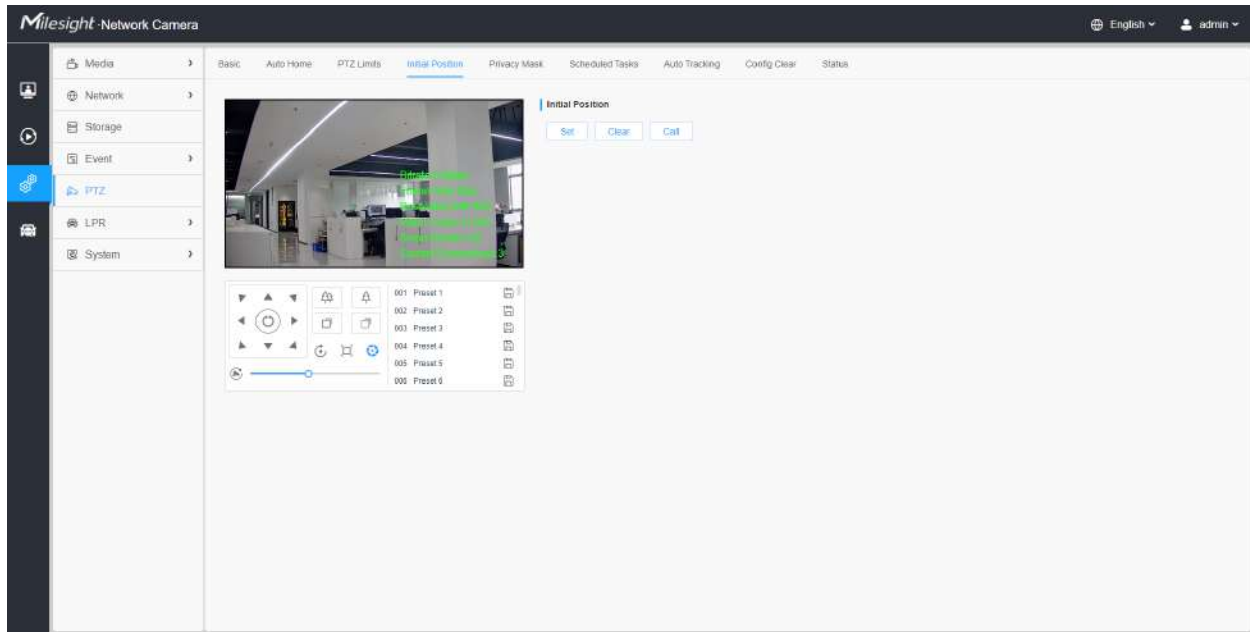 Milesight-Network Camera
English
admin
Media
Network
Storage
Event
PTZ
LPR
System
Basic
Auto Home
PTZ Limits
Initial Position
Privacy Mask
Scheduled Tasks
Auto Tracking
Config Clear
Status
Initial Position
Set
Clear
Call
001 Preset 1
002 Preset 2
003 Preset 3
004 Preset 4
005 Preset 5
006 Preset 6